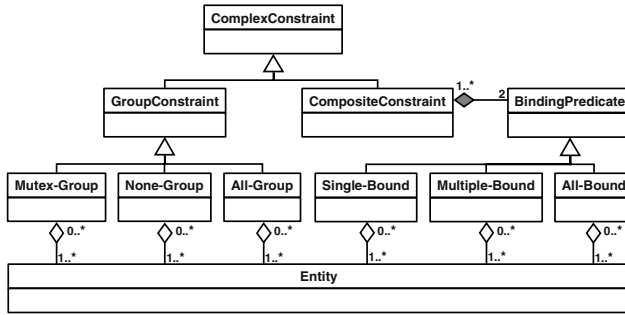 ComplexConstraint
GroupConstraint
CompositeConstraint
1..*
2
BindingPredicate
Mutex-Group
None-Group
All-Group
Single-Bound
Multiple-Bound
All-Bound
0..*
0..*
0..*
0..*
0..*
0..*
1..*
1..*
1..*
1..*
1..*
1..*
Entity